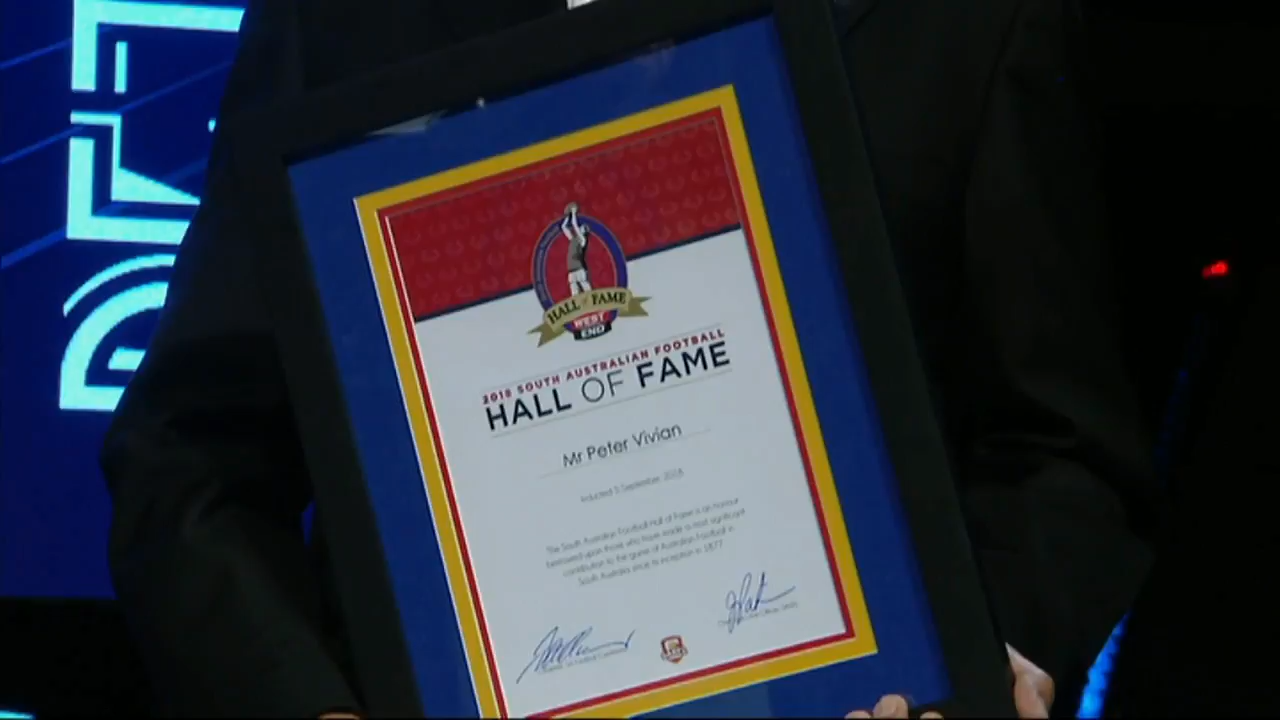 HALL OF FAME
WEST
END
2018 SOUTH AUSTRALIAN FOOTBALL
HALL OF FAME
Mr Peter Vivian
Inducted 5 September 2018
The South Australian Football Hall of Fame is an honour
bestowed upon those who have made a most significant
contribution to the game of Australian Football in
South Australia since its inception in 1877